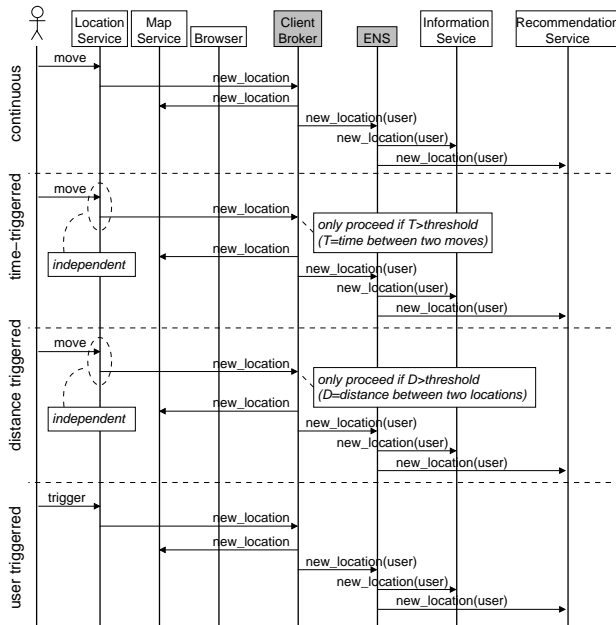 Location Service
Map Service
Browser
Client Broker
ENS
Information Sevice
Recommendation Service
continuous
move
new_location
new_location
new_location(user)
new_location(user)
new_location(user)
time-triggerred
move
new_location
only proceed if T>threshold
(T=time between two moves)
independent
new_location
new_location(user)
new_location(user)
new_location(user)
distance triggerred
move
new_location
only proceed if D>threshold
(D=distance between two locations)
independent
new_location
new_location(user)
new_location(user)
new_location(user)
user triggerred
trigger
new_location
new_location
new_location(user)
new_location(user)
new_location(user)